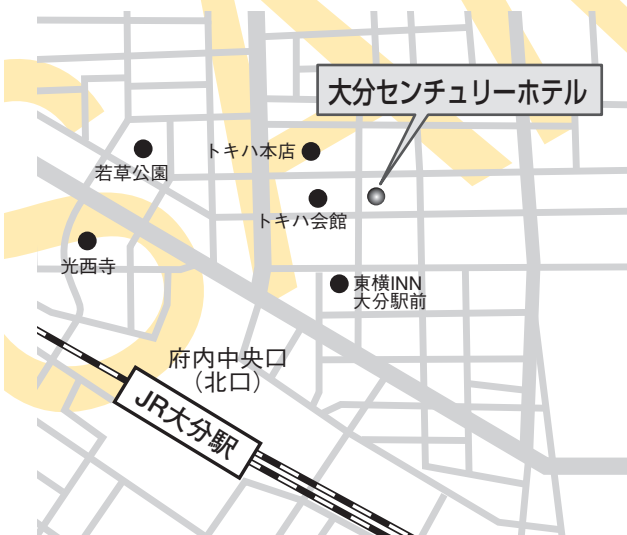 大分センチュリーホテル
トキハ本店
若草公園
トキハ会館
光西寺
東横INN
大分駅前
府内中央口
（北口）
JR大分駅